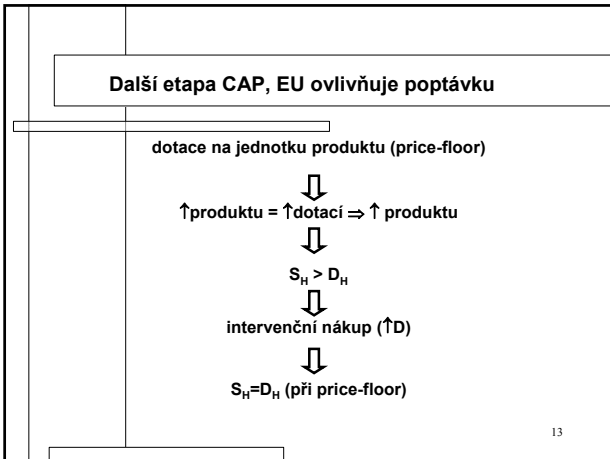 Další etapa CAP, EU ovlivňuje poptávku
dotace na jednotku produktu (price-floor)
↑produktu = ↑dotací ⇒ ↑ produktu
S_H > D_H
intervenční nákup (↑D)
S_H=D_H (při price-floor)
13